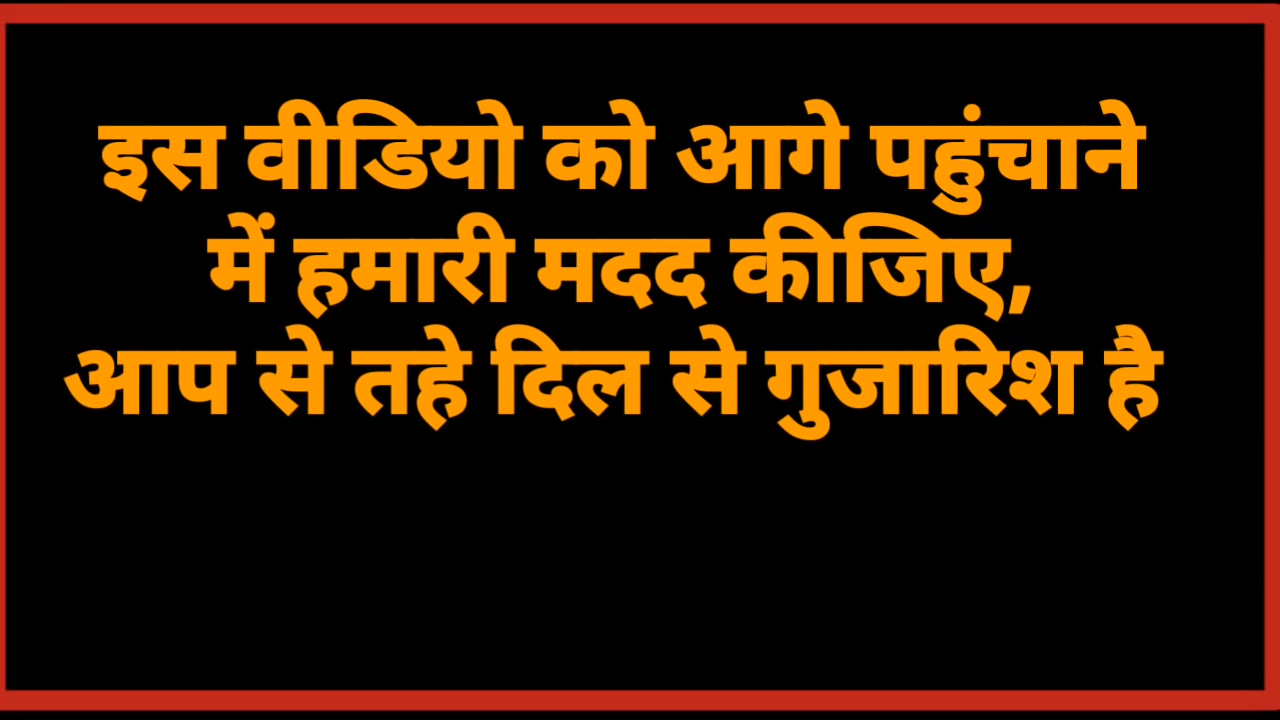 इस वीडियो को आगे पहुंचाने
में हमारी मदद कीजिए,
आप से तहे दिल से गुजारिश है